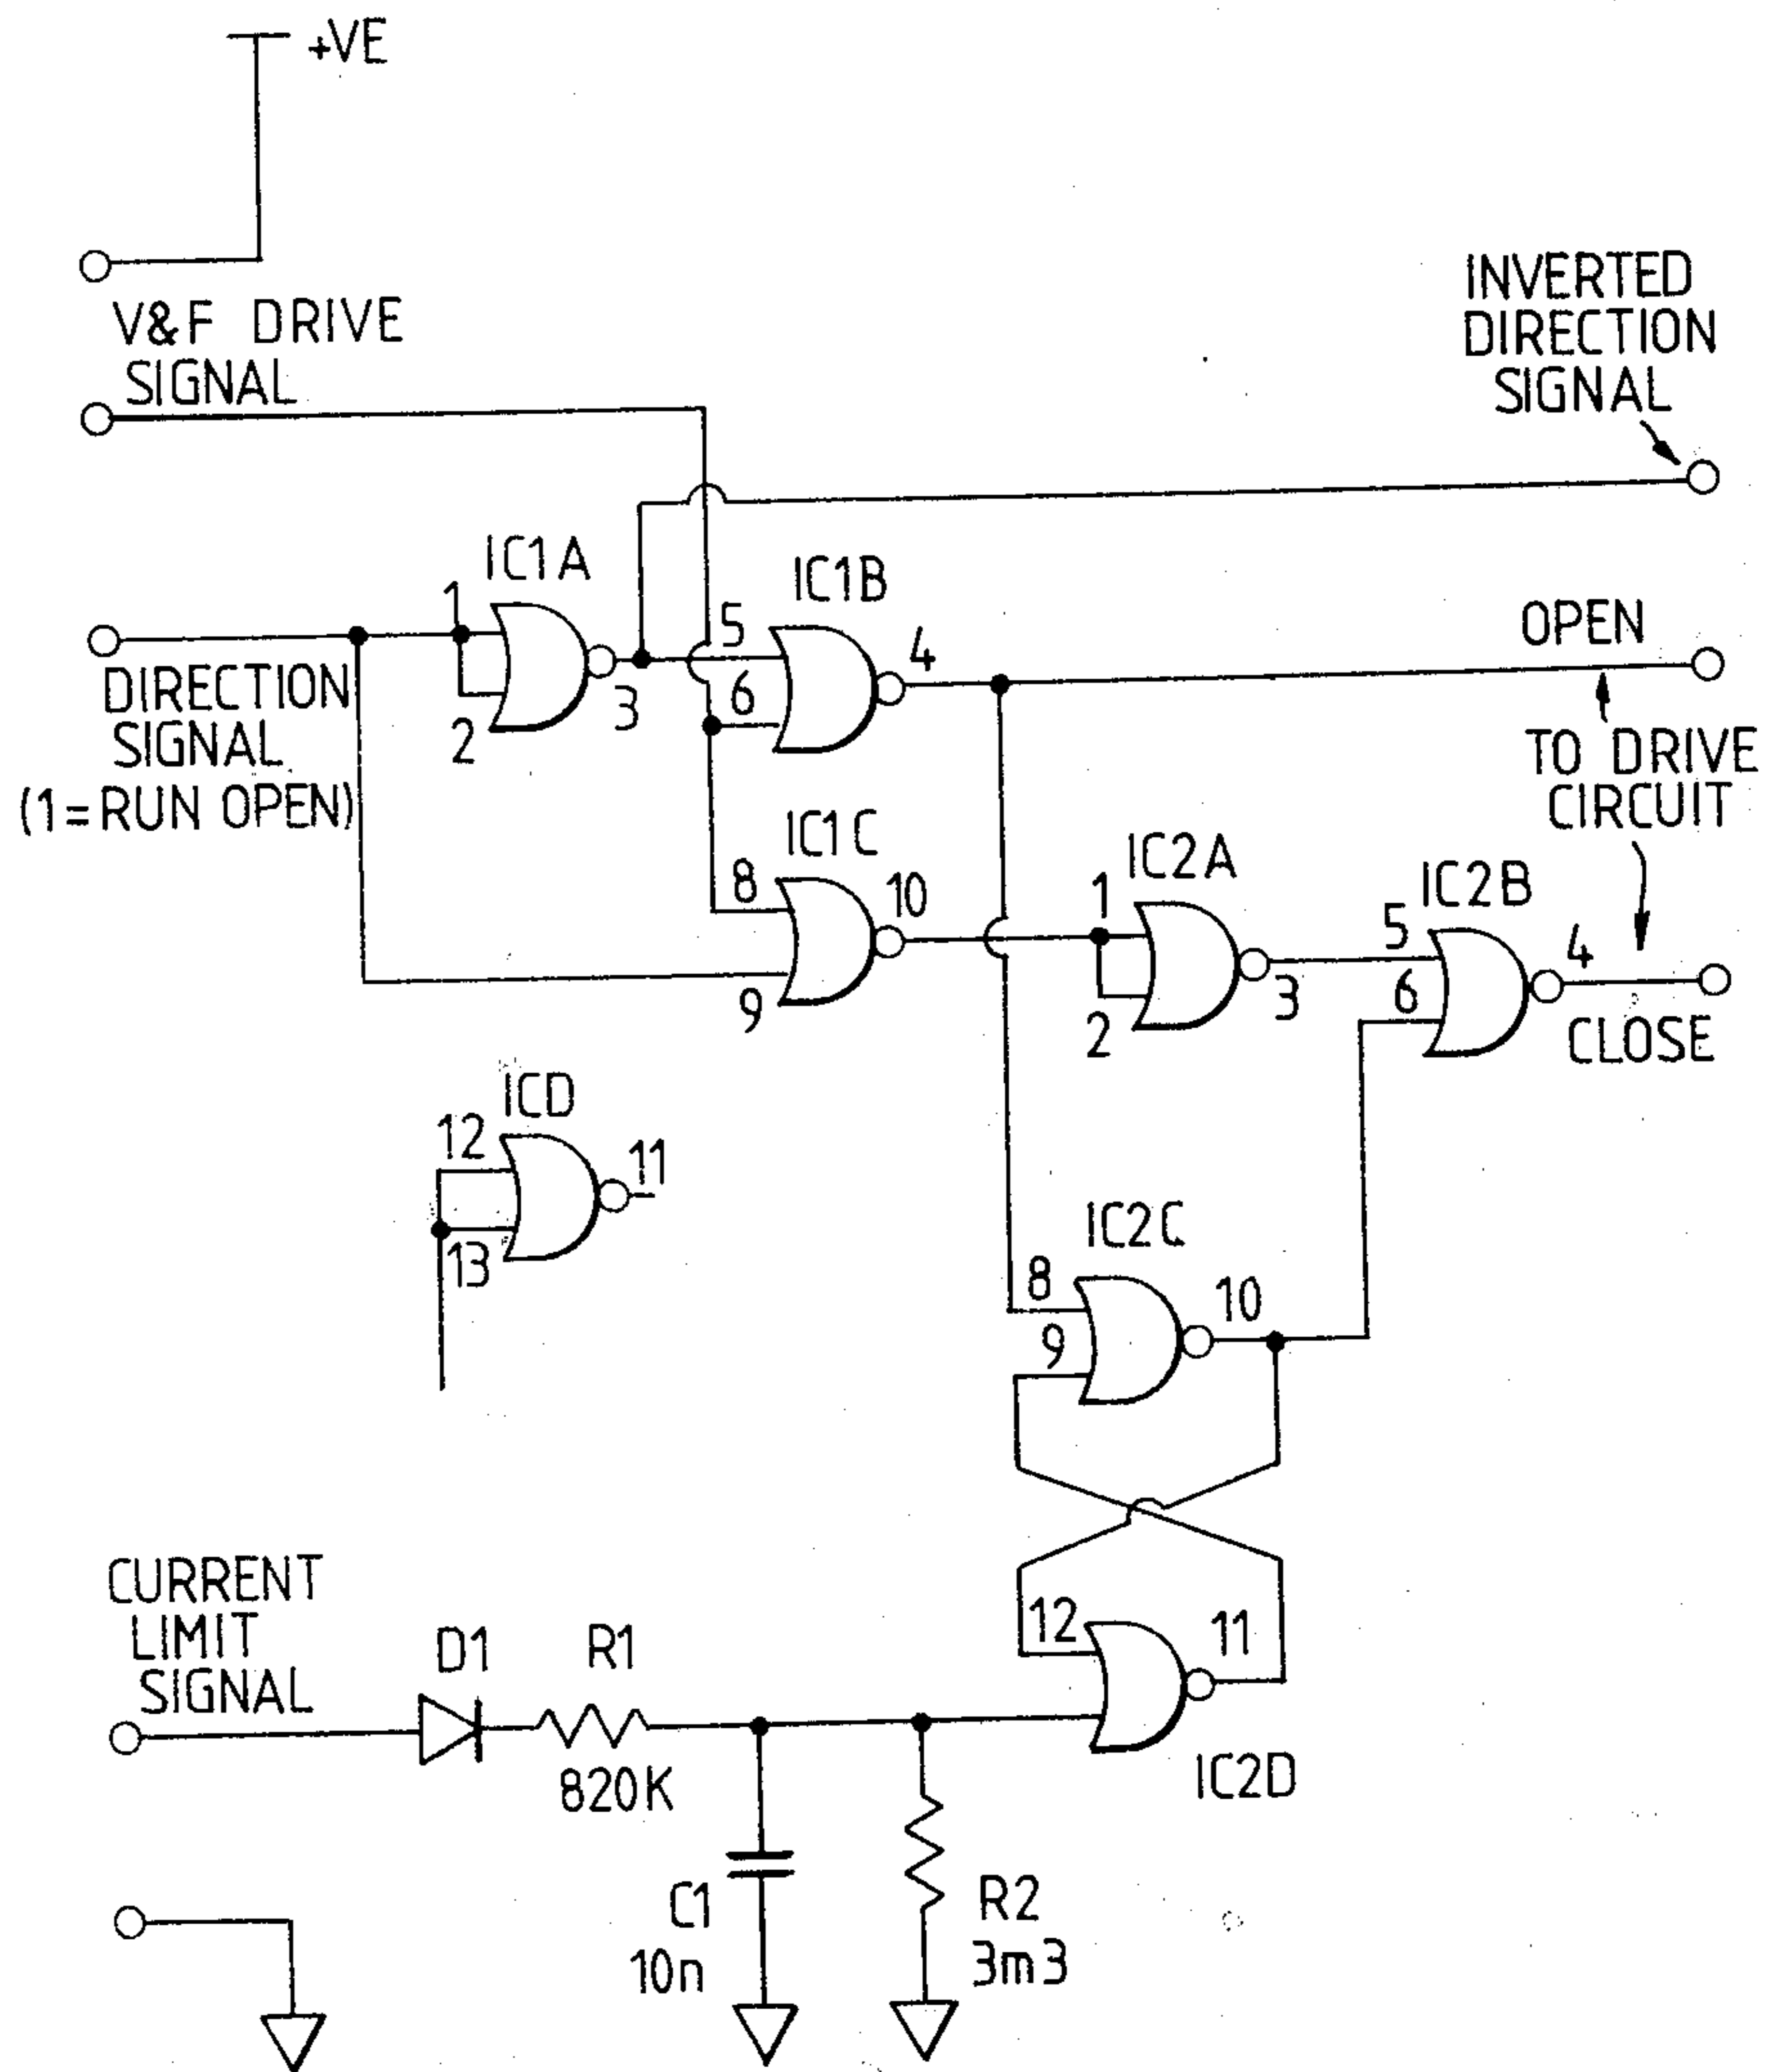 +VE
V&F DRIVE
SIGNAL
INVERTED
DIRECTION
SIGNAL
IC1A
IC1B
1
2
3
5
6
4
OPEN
DIRECTION
SIGNAL
(1=RUN OPEN)
TO DRIVE
CIRCUIT
IC1C
8
9
10
IC2A
1
2
3
IC2B
5
6
4
CLOSE
ICD
12
13
11
IC2C
8
9
10
CURRENT
LIMIT
SIGNAL
D1
R1
820K
12
11
IC2D
C1
10n
R2
3m3